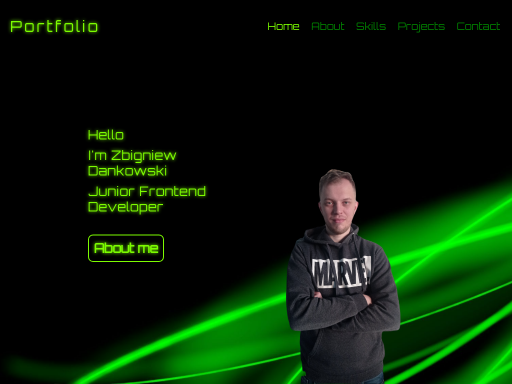 Portfolio
Home About Skills Projects Contact
Hello
I'm Zbigniew
Dankowski
Junior Frontend
Developer
About me
MARVEL